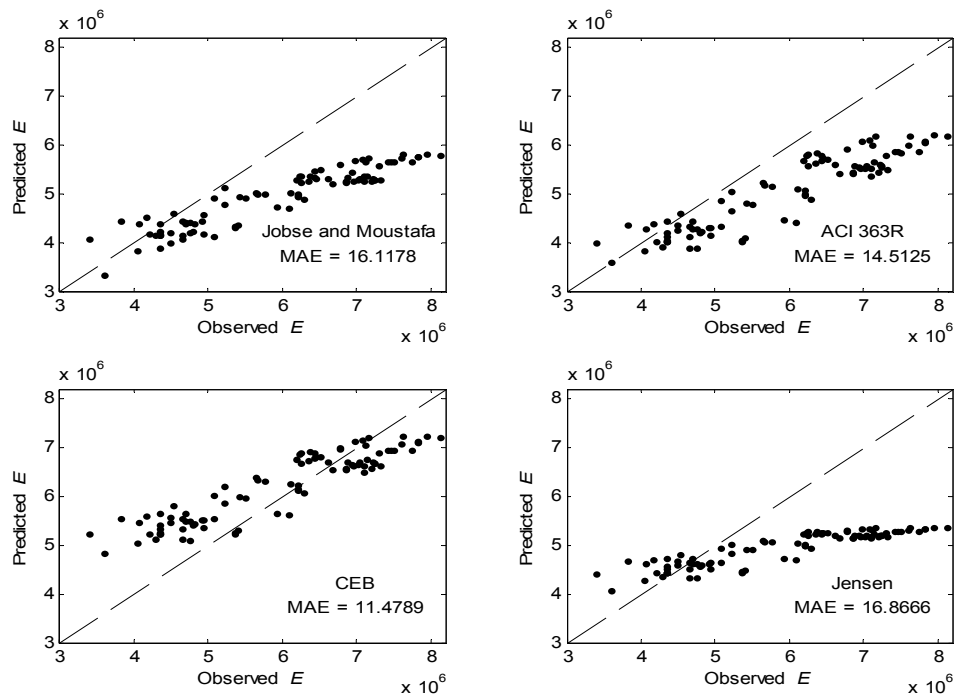 x 10^6
8
7
6
5
4
3
Predicted E
3 4 5 6 7 8
Observed E
x 10^6
Jobse and Moustafa
MAE = 16.1178
x 10^6
8
7
6
5
4
3
Predicted E
3 4 5 6 7 8
Observed E
x 10^6
ACI 363R
MAE = 14.5125
x 10^6
8
7
6
5
4
3
Predicted E
3 4 5 6 7 8
Observed E
x 10^6
CEB
MAE = 11.4789
x 10^6
8
7
6
5
4
3
Predicted E
3 4 5 6 7 8
Observed E
x 10^6
Jensen
MAE = 16.8666